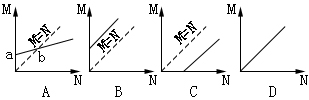 M M M M
M=N M=N M=N
a b
N N N N
A B C D